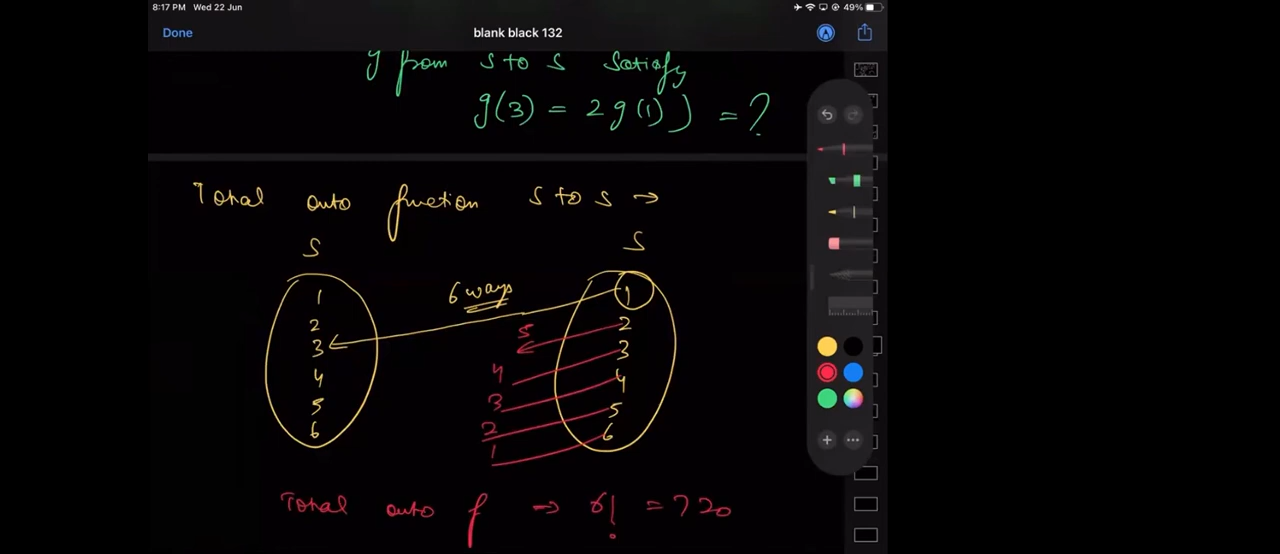 8:17 PM Wed 22 Jun
49%
Done
blank black 132
g from S to S satisfy
g(3) = 2g(1)) = ?
Total onto function S to S →
S S
6 ways
1 1
2 5 2
3 3
4 4 4
5 3 5
6 2 6
1
Total onto f → 6! = 720